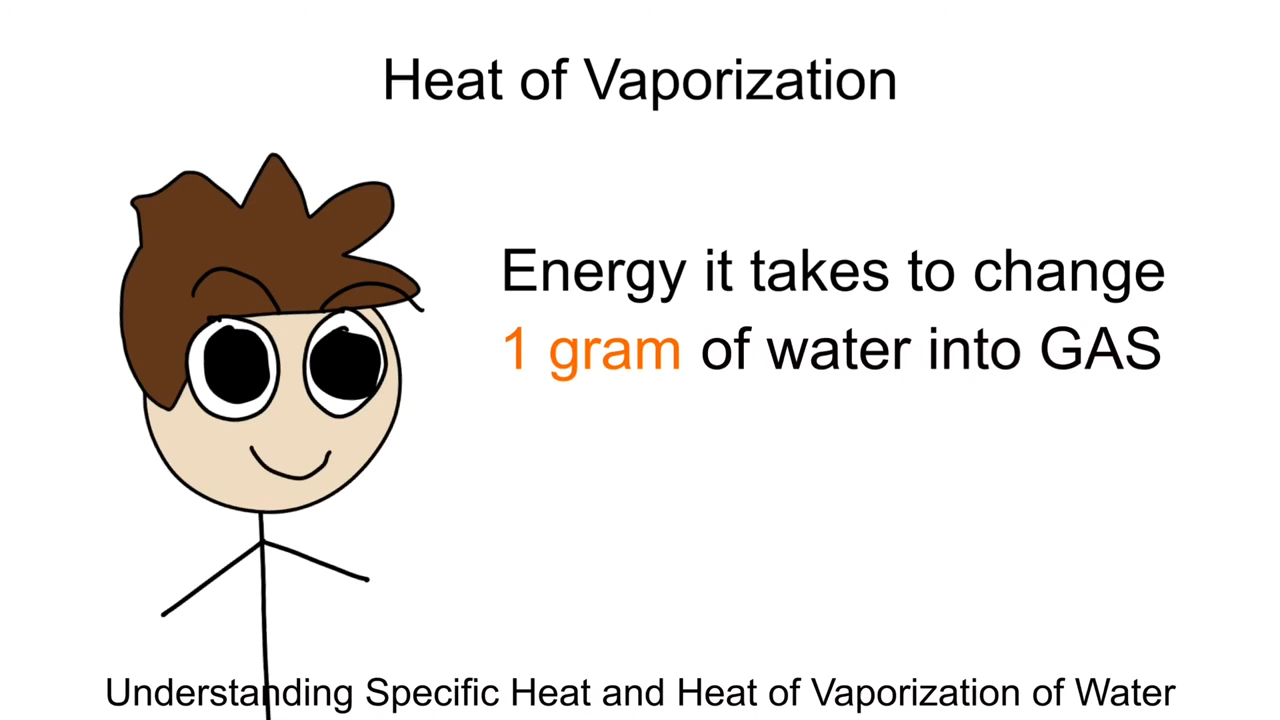 Heat of Vaporization
Energy it takes to change
1 gram of water into GAS
Understanding Specific Heat and Heat of Vaporization of Water